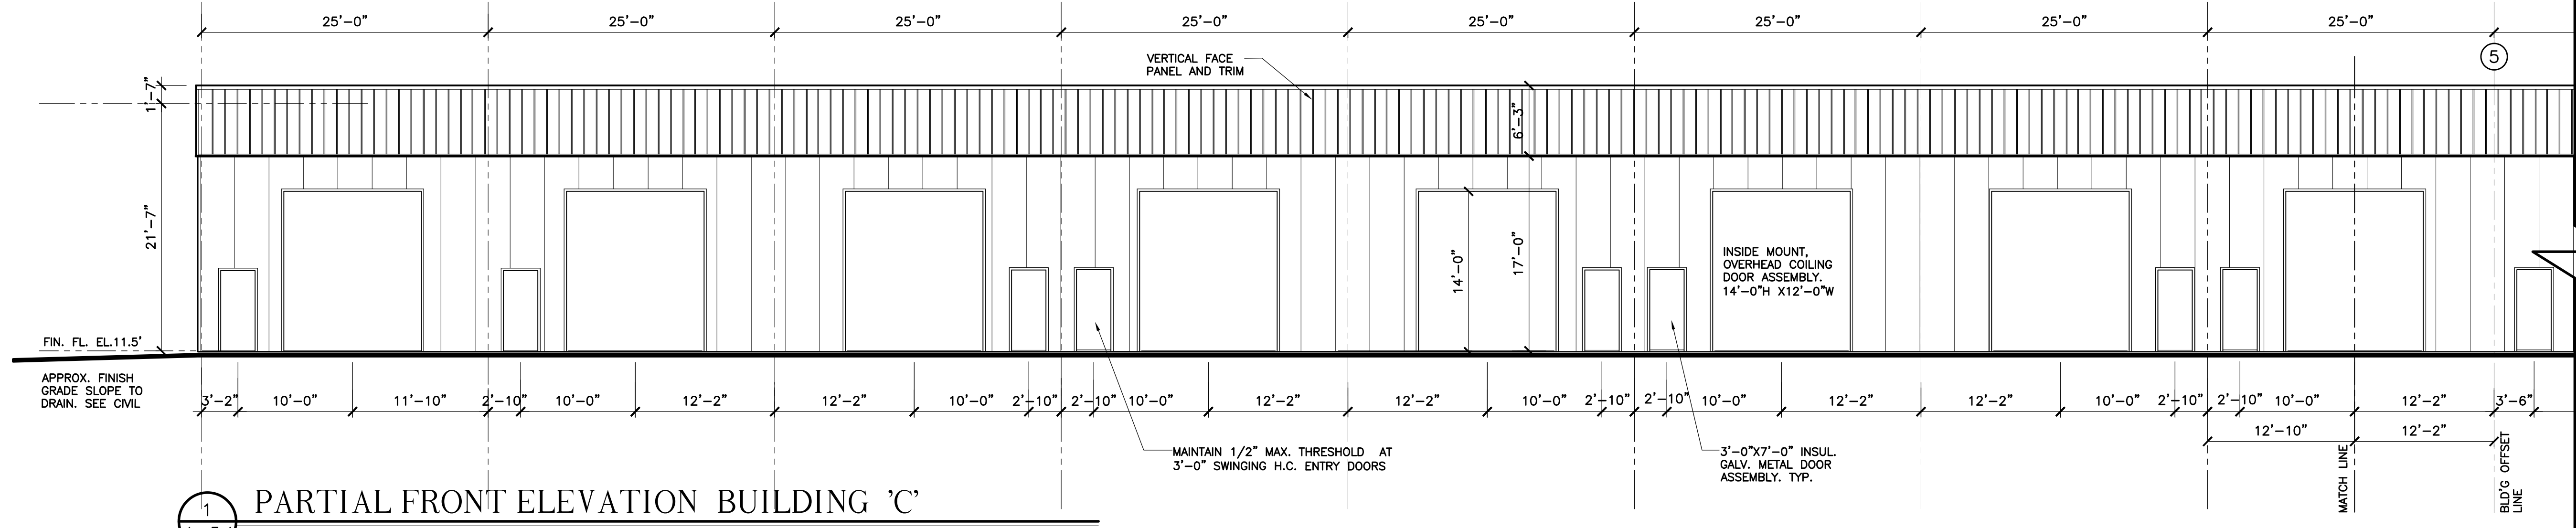 25'-0" 25'-0" 25'-0" 25'-0" 25'-0" 25'-0" 25'-0" 25'-0"
5
VERTICAL FACE
PANEL AND TRIM
1'-7"
6'-3"
21'-7"
14'-0"
17'-0"
INSIDE MOUNT,
OVERHEAD COILING
DOOR ASSEMBLY.
14'-0"H X12'-0"W
FIN. FL. EL.11.5'
APPROX. FINISH
GRADE SLOPE TO
DRAIN. SEE CIVIL
3'-2" 10'-0" 11'-10" 2'-10" 10'-0" 12'-2" 12'-2" 10'-0" 2'-10" 2'-10" 10'-0" 12'-2" 12'-2" 10'-0" 2'-10" 2'-10" 10'-0" 12'-2" 12'-2" 10'-0" 2'-10" 2'-10" 10'-0" 12'-2" 3'-6"
12'-10" 12'-2"
MAINTAIN 1/2" MAX. THRESHOLD AT
3'-0" SWINGING H.C. ENTRY DOORS
3'-0"X7'-0" INSUL.
GALV. METAL DOOR
ASSEMBLY. TYP.
MATCH LINE
BLD'G OFFSET
LINE
1
PARTIAL FRONT ELEVATION BUILDING 'C'